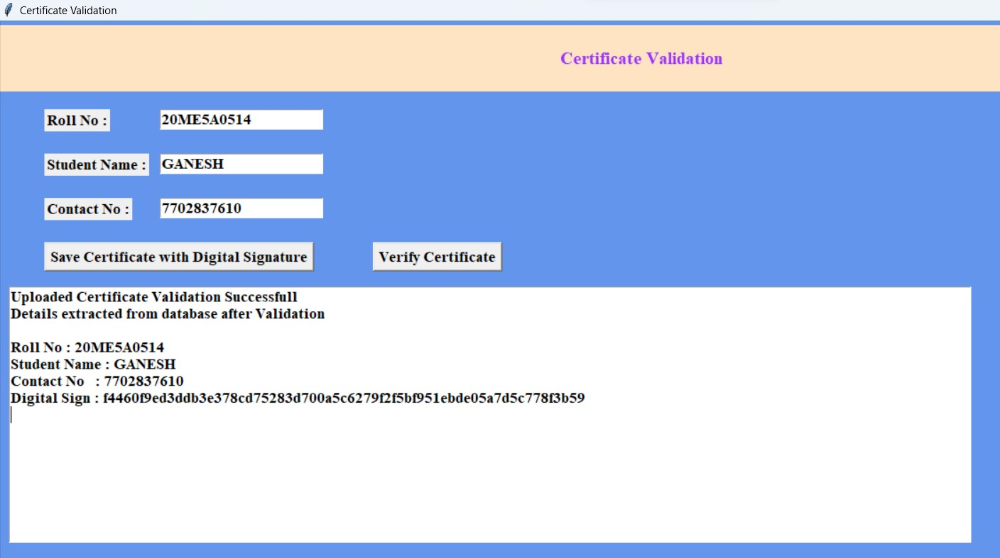 Certificate Validation
Certificate Validation
Roll No : 20ME5A0514
Student Name : GANESH
Contact No : 7702837610
Save Certificate with Digital Signature Verify Certificate
Uploaded Certificate Validation Successfull
Details extracted from database after Validation
Roll No : 20ME5A0514
Student Name : GANESH
Contact No : 7702837610
Digital Sign : f4460f9ed3ddb3e378cd75283d700a5c6279f2f5bf951ebde05a7d5c778f3b59